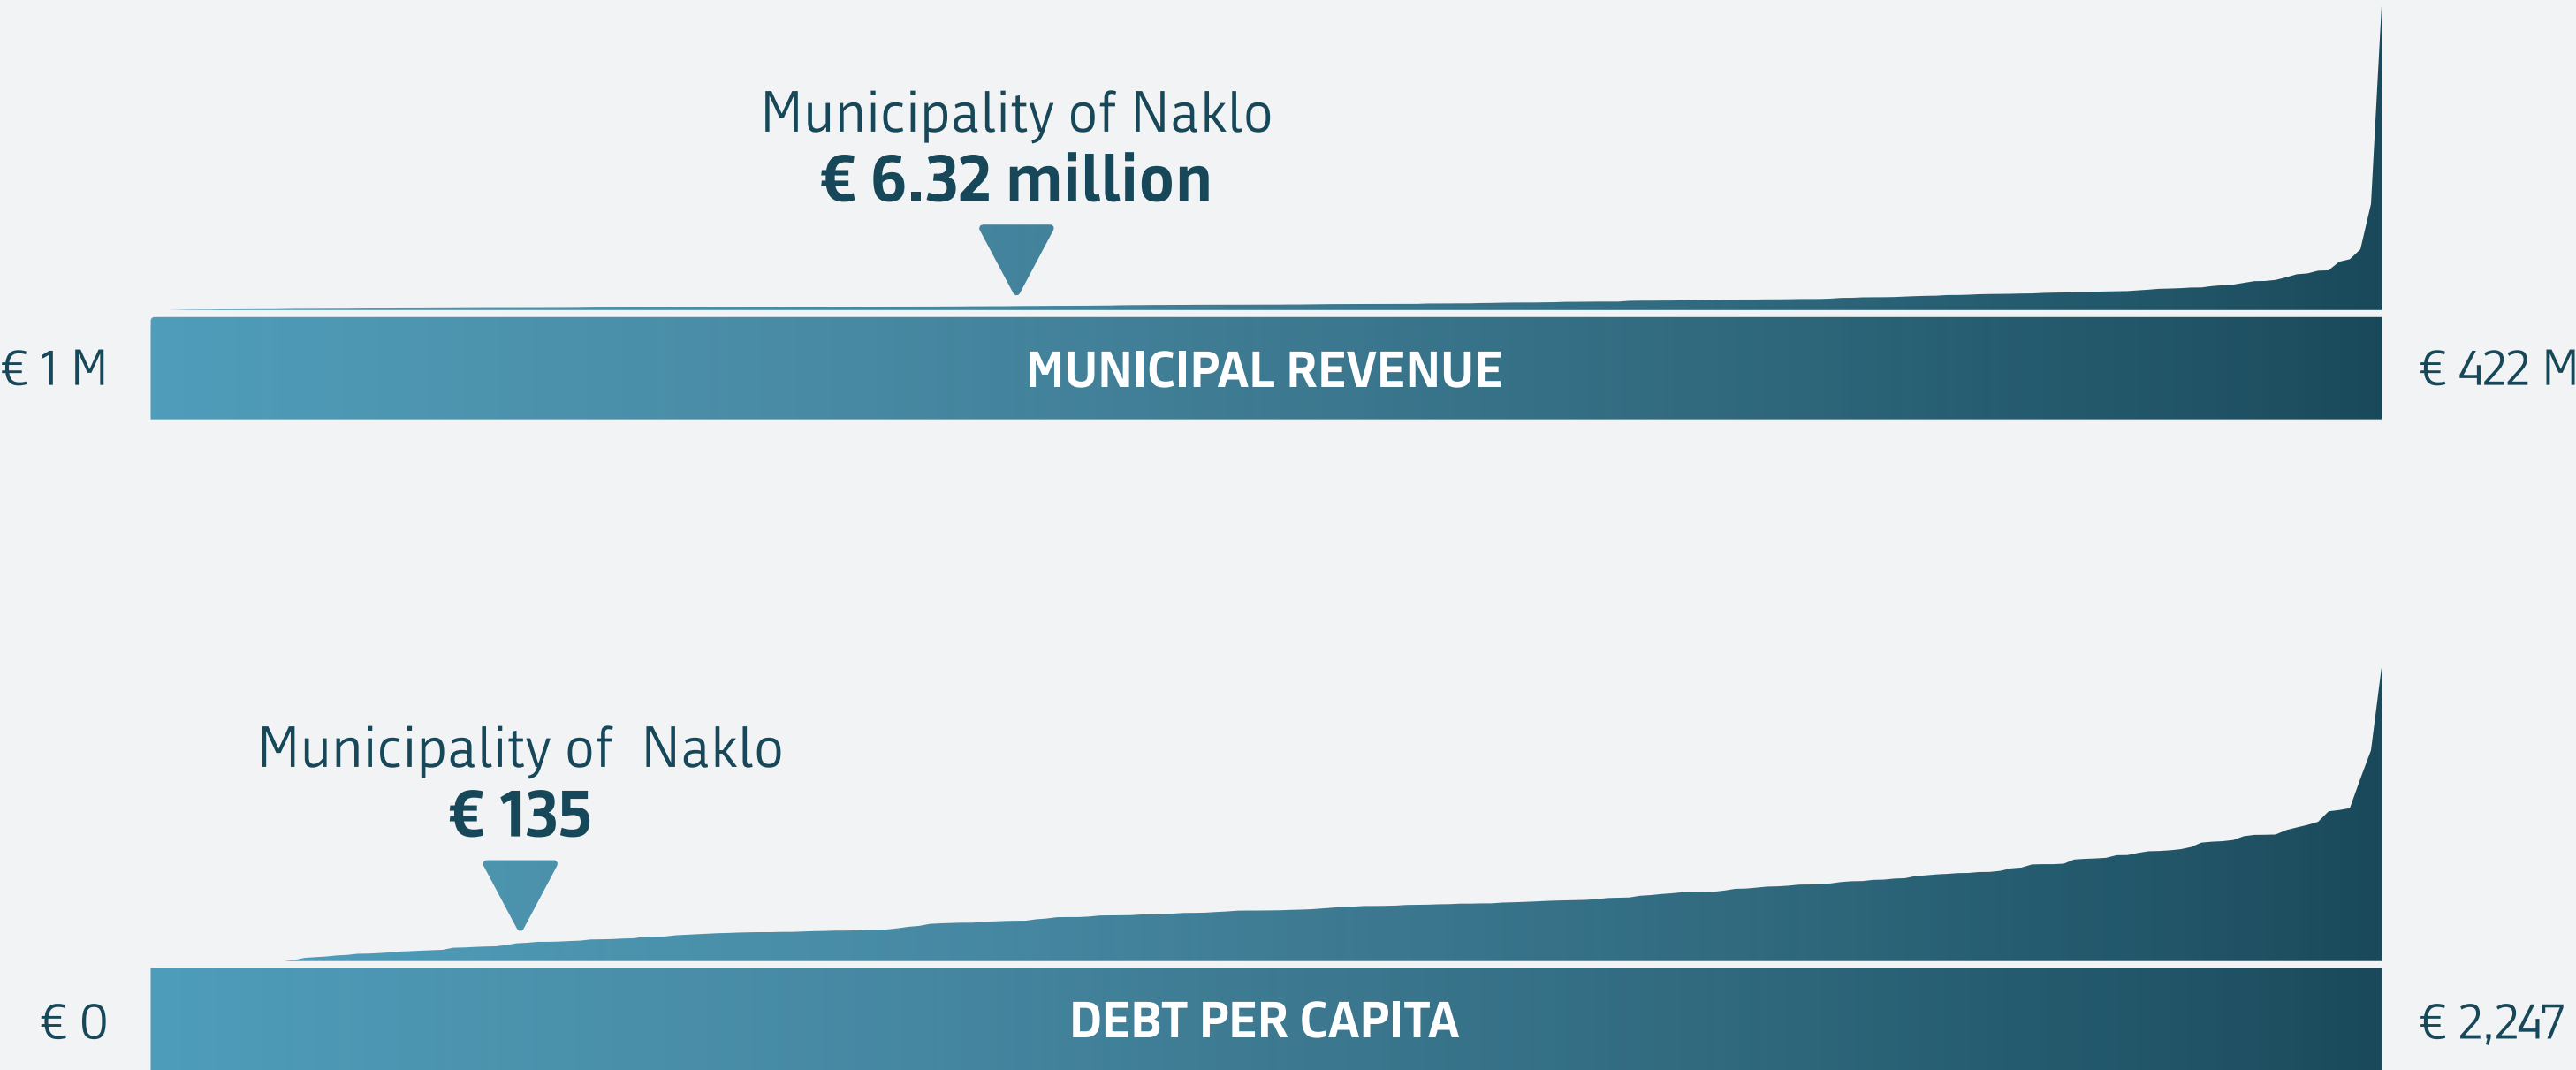 Municipality of Naklo
€ 6.32 million
€ 1 M
MUNICIPAL REVENUE
€ 422 M
Municipality of Naklo
€ 135
€ 0
DEBT PER CAPITA
€ 2,247